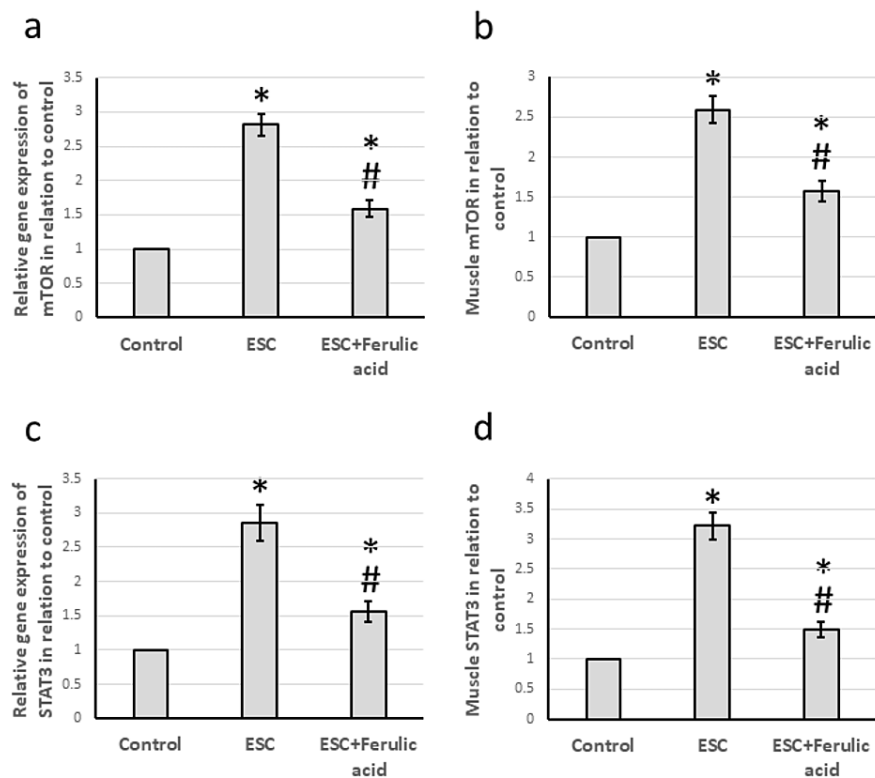 a
Relative gene expression of
mTOR in relation to control
3.5
3
2.5
2
1.5
1
0.5
0
*
*
#
Control
ESC
ESC+Ferulic
acid
b
Muscle mTOR in relation to
control
3
2.5
2
1.5
1
0.5
0
*
*
#
Control
ESC
ESC+Ferulic
acid
c
Relative gene expression of
STAT3 in relation to control
3.5
3
2.5
2
1.5
1
0.5
0
*
*
#
Control
ESC
ESC+Ferulic
acid
d
Muscle STAT3 in relation to
control
4
3.5
3
2.5
2
1.5
1
0.5
0
*
*
#
Control
ESC
ESC+Ferulic
acid